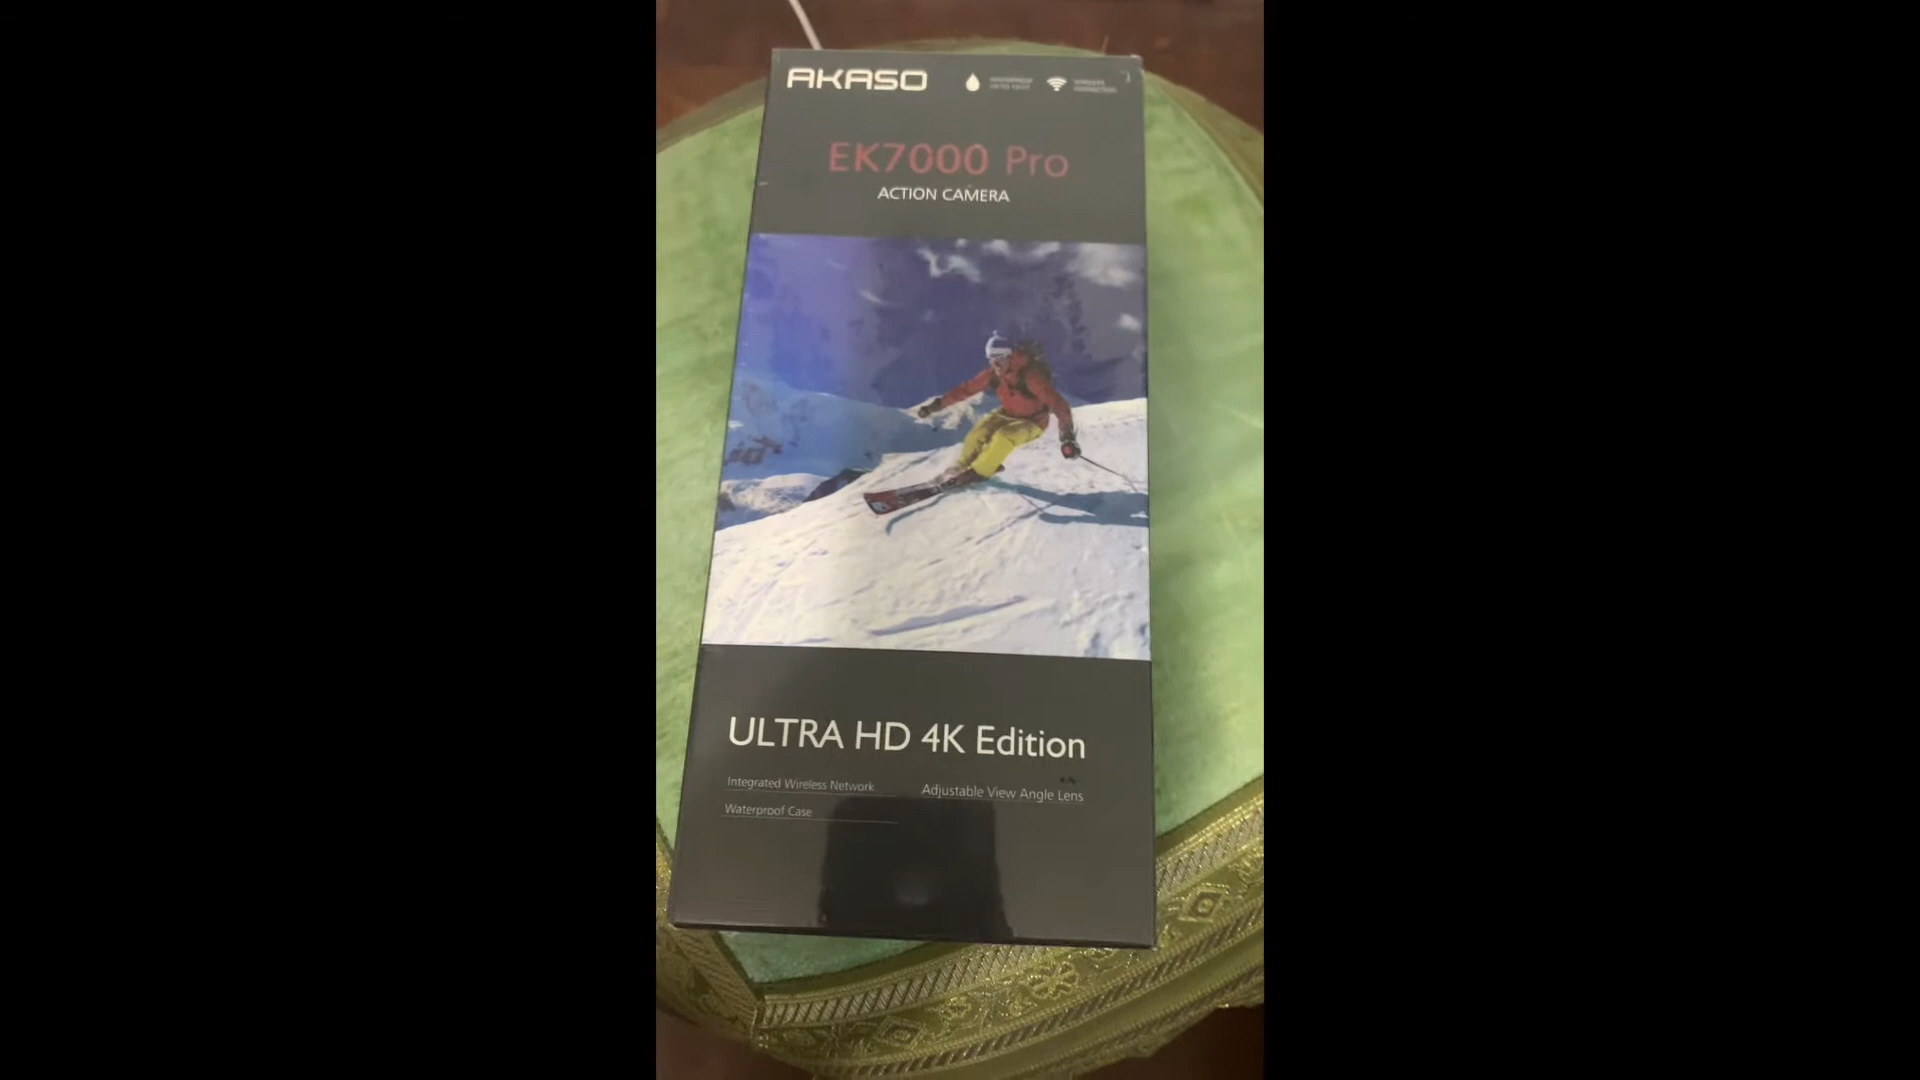 AKASO
EK7000 Pro
ACTION CAMERA
ULTRA HD 4K Edition
Integrated Wireless Network
Adjustable View Angle Lens
Waterproof Case